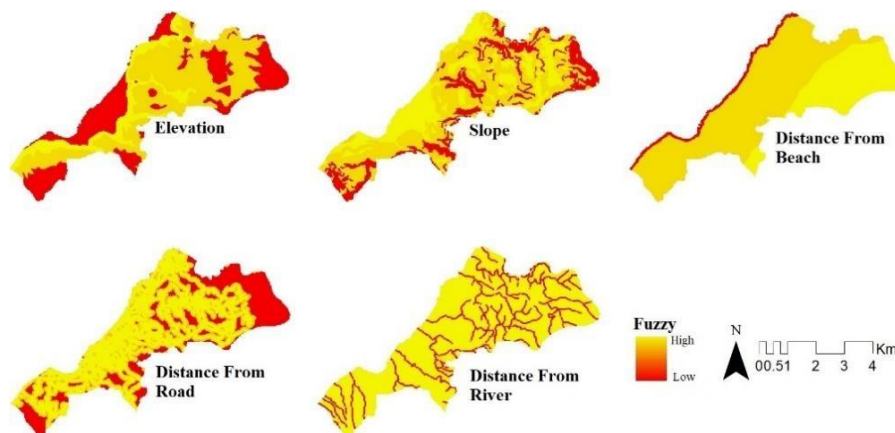 Elevation
Slope
Distance From
Beach
Distance From
Road
Distance From
River
Fuzzy
High
Low
N
Km
00.51 2 3 4